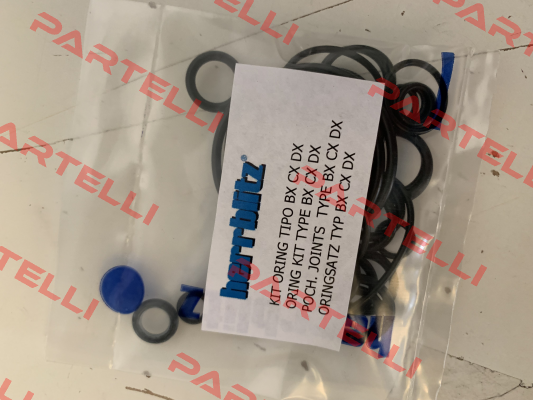 herrblitz®
KIT ORING TIPO BX CX DX
ORING KIT TYPE BX CX DX
POCH. JOINTS TYPE BX CX DX
ORINGSATZ TYP BX CX DX
PARTELLI
PARTELLI
PARTELLI
PARTELLI
PARTELLI
PARTELLI